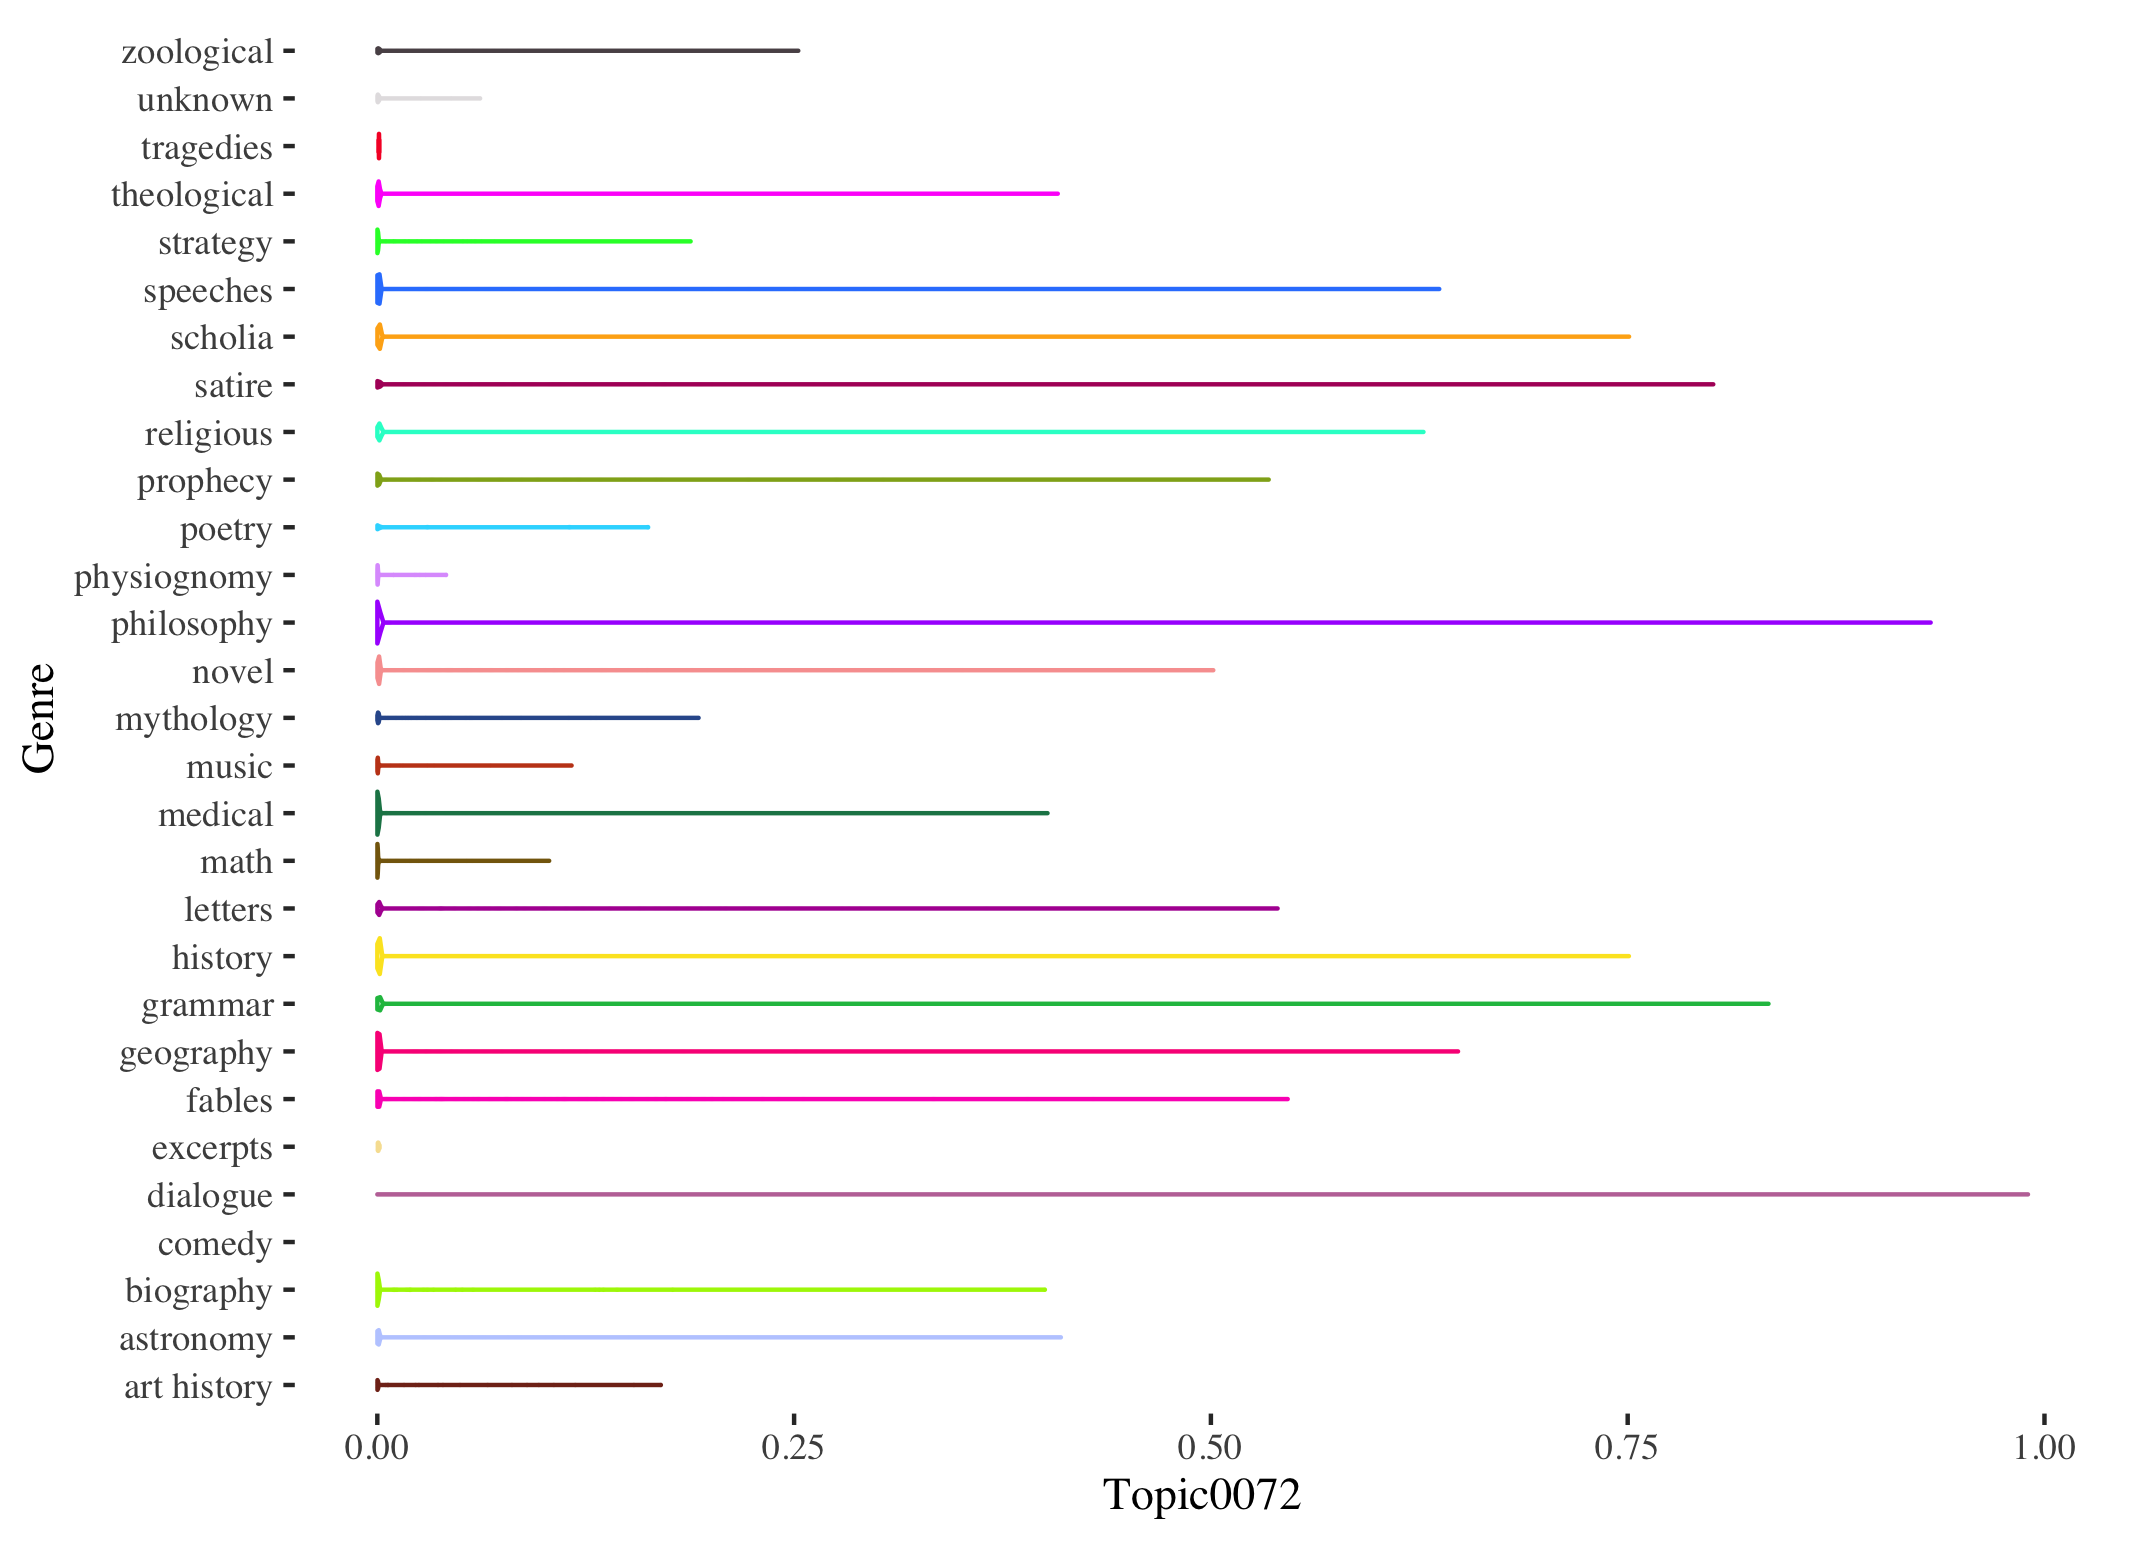 zoological
unknown
tragedies
theological
strategy
speeches
scholia
satire
religious
prophecy
poetry
physiognomy
philosophy
novel
mythology
music
medical
math
letters
history
grammar
geography
fables
excerpts
dialogue
comedy
biography
astronomy
art history
Genre
0.00 0.25 0.50 0.75 1.00
Topic0072